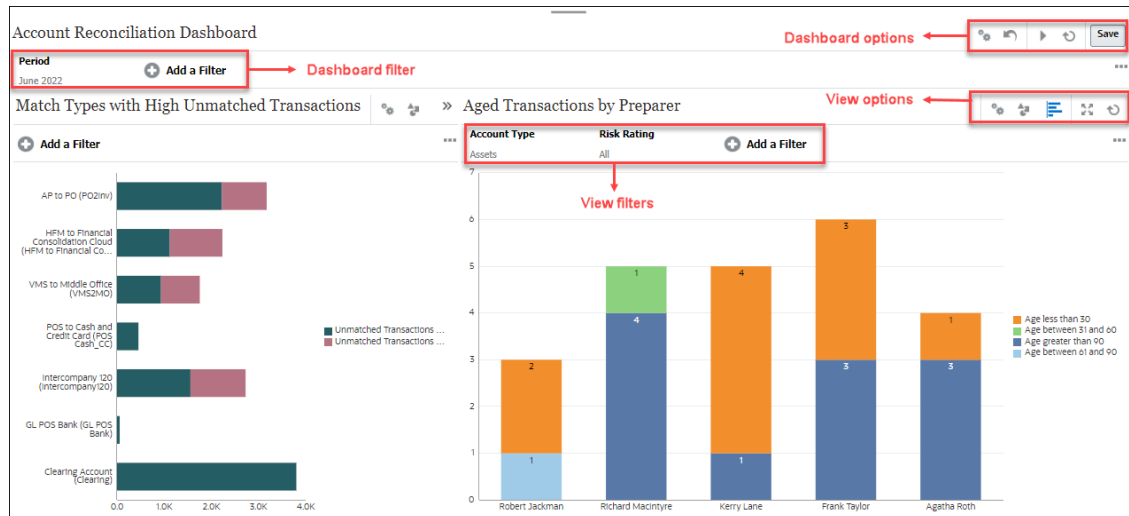 Account Reconciliation Dashboard
Dashboard options
Save
Period
June 2022
Add a Filter
Dashboard filter
Match Types with High Unmatched Transactions
Aged Transactions by Preparer
View options
Add a Filter
Account Type
Assets
Risk Rating
All
Add a Filter
View filters
AP to PO (PO2Inv)
HFM to Financial
Consolidation Cloud
(HFM to Financial Co...
VMS to Middle Office
(VMS2MO)
POS to Cash and
Credit Card (POS
Cash_CC)
Intercompany 120
(Intercompany120)
GL POS Bank (GL POS
Bank)
Clearing Account
(Clearing)
0.0 1.0K 2.0K 3.0K 4.0K
Unmatched Transactions ...
Unmatched Transactions ...
7
6
5
4
3
2
1
0
2
1
1
4
4
1
3
3
1
3
Robert Jackman Richard Macintyre Kerry Lane Frank Taylor Agatha Roth
Age less than 30
Age between 31 and 60
Age greater than 90
Age between 61 and 90